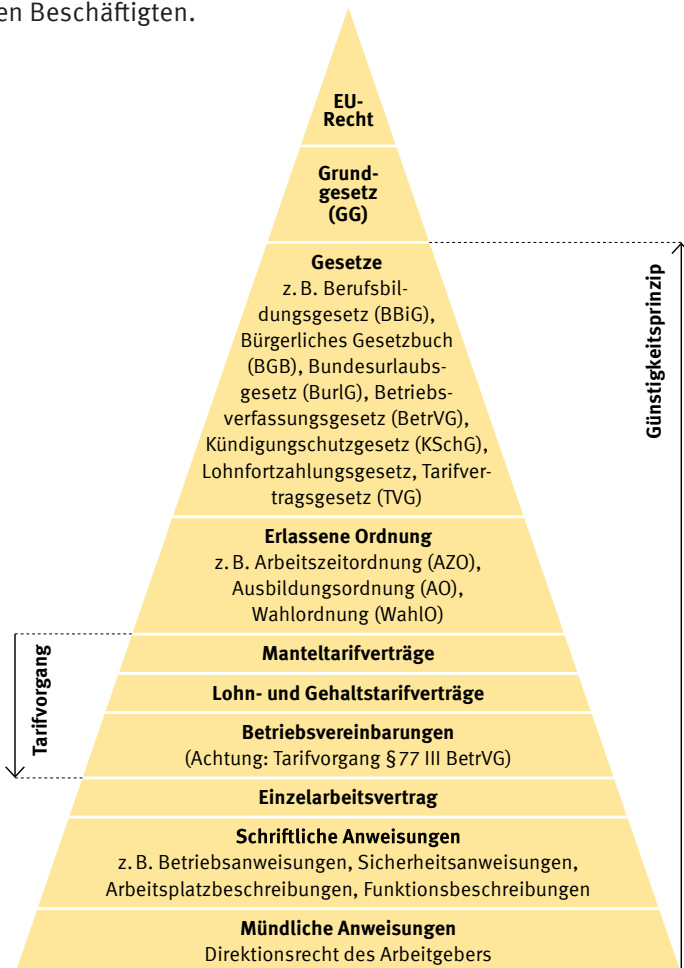 en Beschäftigten.
EU-
Recht
Grund-
gesetz
(GG)
Gesetze
z. B. Berufsbil-
dungsgesetz (BBiG),
Bürgerliches Gesetzbuch
(BGB), Bundesurlaubs-
gesetz (BurlG), Betriebs-
verfassungsgesetz (BetrVG),
Kündigungschutzgesetz (KSchG),
Lohnfortzahlungsgesetz, Tarifver-
tragsgesetz (TVG)
Günstigkeitsprinzip
Erlassene Ordnung
z. B. Arbeitszeitordnung (AZO),
Ausbildungsordnung (AO),
Wahlordnung (WahlO)
Tarifvorgang
Manteltarifverträge
Lohn- und Gehaltstarifverträge
Betriebsvereinbarungen
(Achtung: Tarifvorgang § 77 III BetrVG)
Einzelarbeitsvertrag
Schriftliche Anweisungen
z. B. Betriebsanweisungen, Sicherheitsanweisungen,
Arbeitsplatzbeschreibungen, Funktionsbeschreibungen
Mündliche Anweisungen
Direktionsrecht des Arbeitgebers